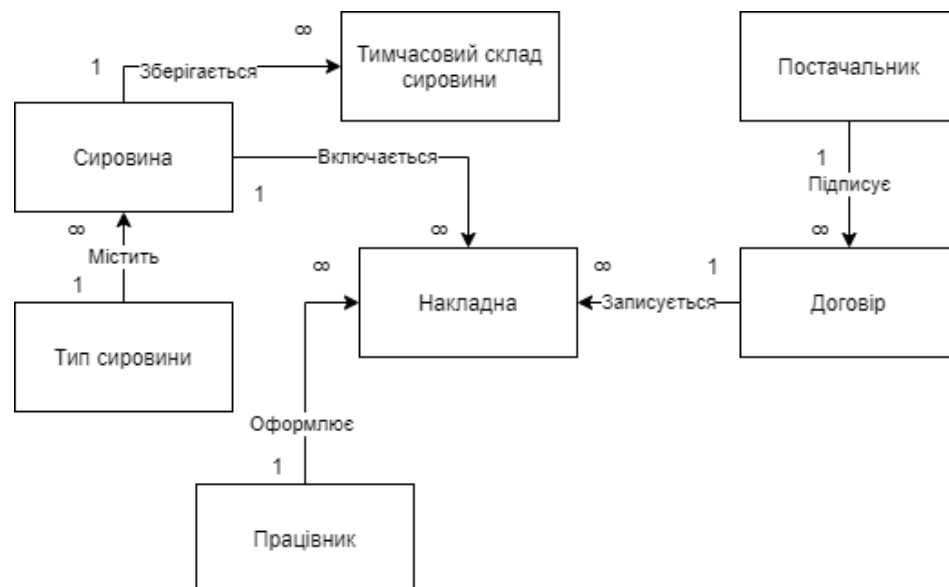 ∞
1
Зберігається
Тимчасовий склад
сировини
Постачальник
Сировина
Включається
1
1
Підписує
∞
Містить
1
∞
∞
∞
1
∞
Накладна
Записується
Договір
Тип сировини
Оформлює
1
Працівник